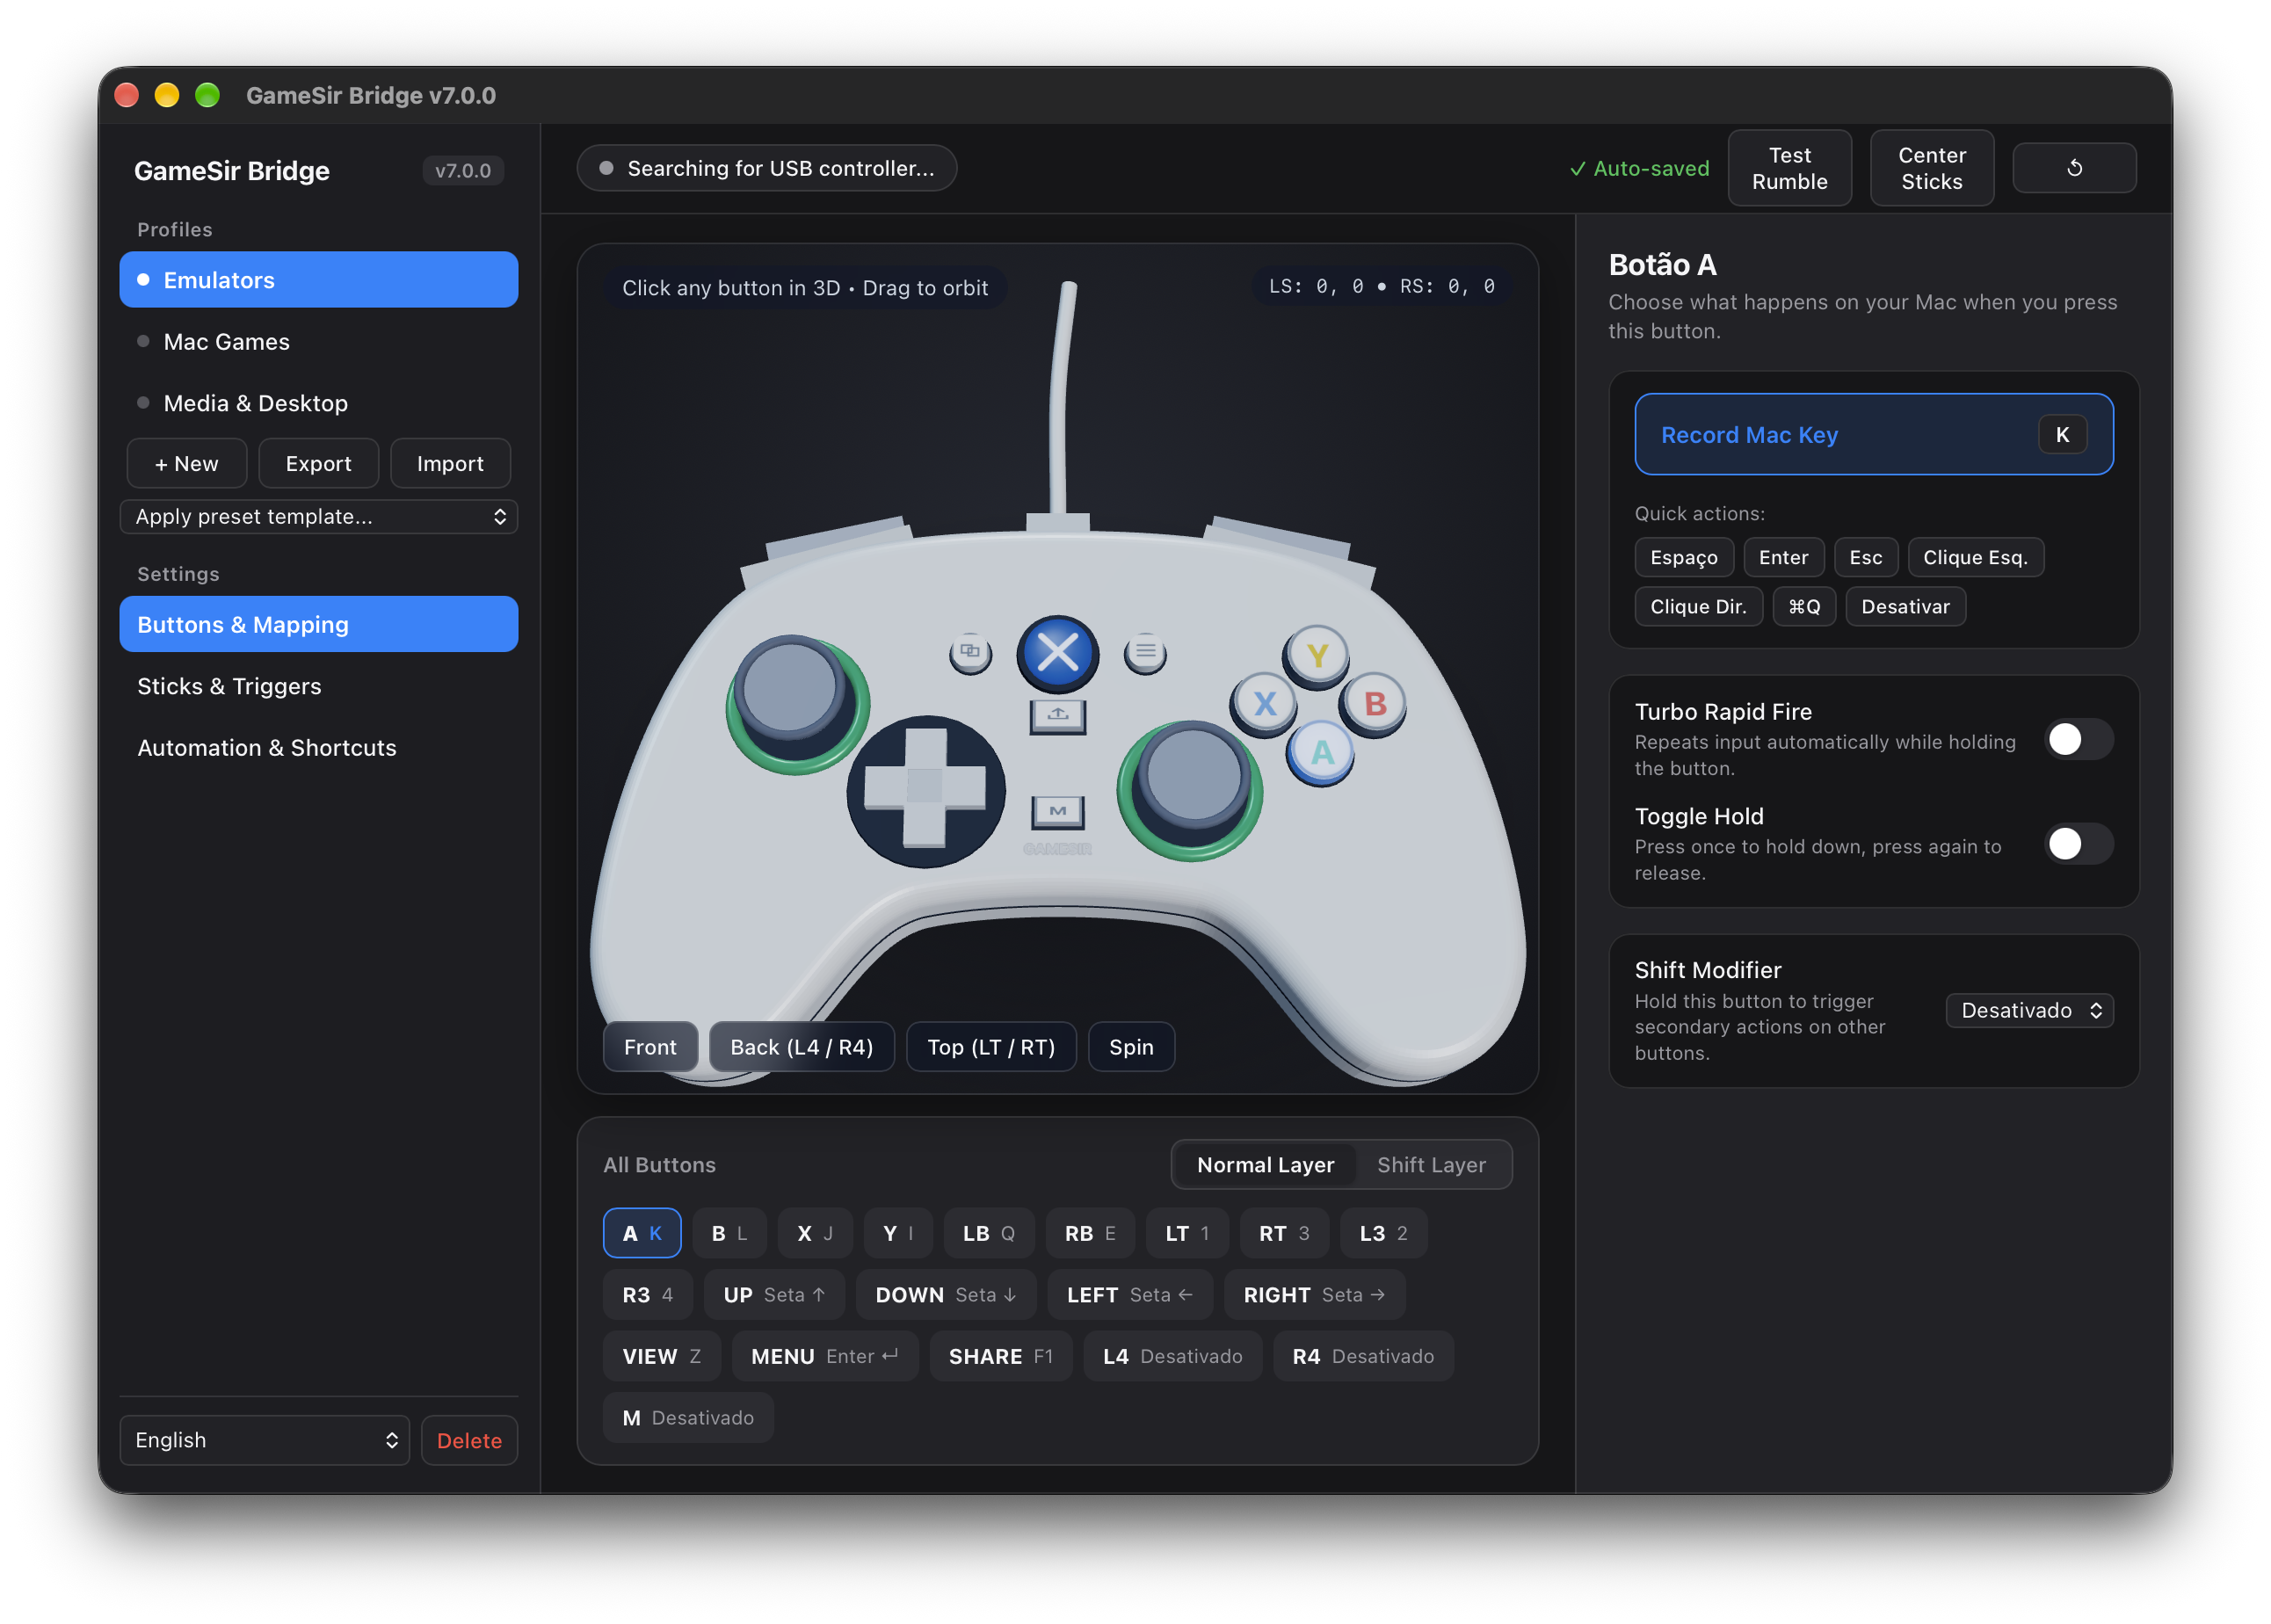 GameSir Bridge v7.0.0
GameSir Bridge v7.0.0
Profiles
Emulators
Mac Games
Media & Desktop
+ New Export Import
Apply preset template...
Settings
Buttons & Mapping
Sticks & Triggers
Automation & Shortcuts
English Delete
Searching for USB controller...
✓ Auto-saved
Test
Rumble
Center
Sticks
Click any button in 3D • Drag to orbit
LS: 0, 0 • RS: 0, 0
Y
X B
A
M
GAMESIR
Front Back (L4 / R4) Top (LT / RT) Spin
All Buttons
Normal Layer Shift Layer
A K B L X J Y I LB Q RB E LT 1 RT 3 L3 2
R3 4 UP Seta ↑ DOWN Seta ↓ LEFT Seta ← RIGHT Seta →
VIEW Z MENU Enter ↵ SHARE F1 L4 Desativado R4 Desativado
M Desativado
Botão A
Choose what happens on your Mac when you press
this button.
Record Mac Key K
Quick actions:
Espaço Enter Esc Clique Esq.
Clique Dir. ⌘Q Desativar
Turbo Rapid Fire
Repeats input automatically while holding
the button.
Toggle Hold
Press once to hold down, press again to
release.
Shift Modifier
Hold this button to trigger
secondary actions on other
buttons.
Desativado